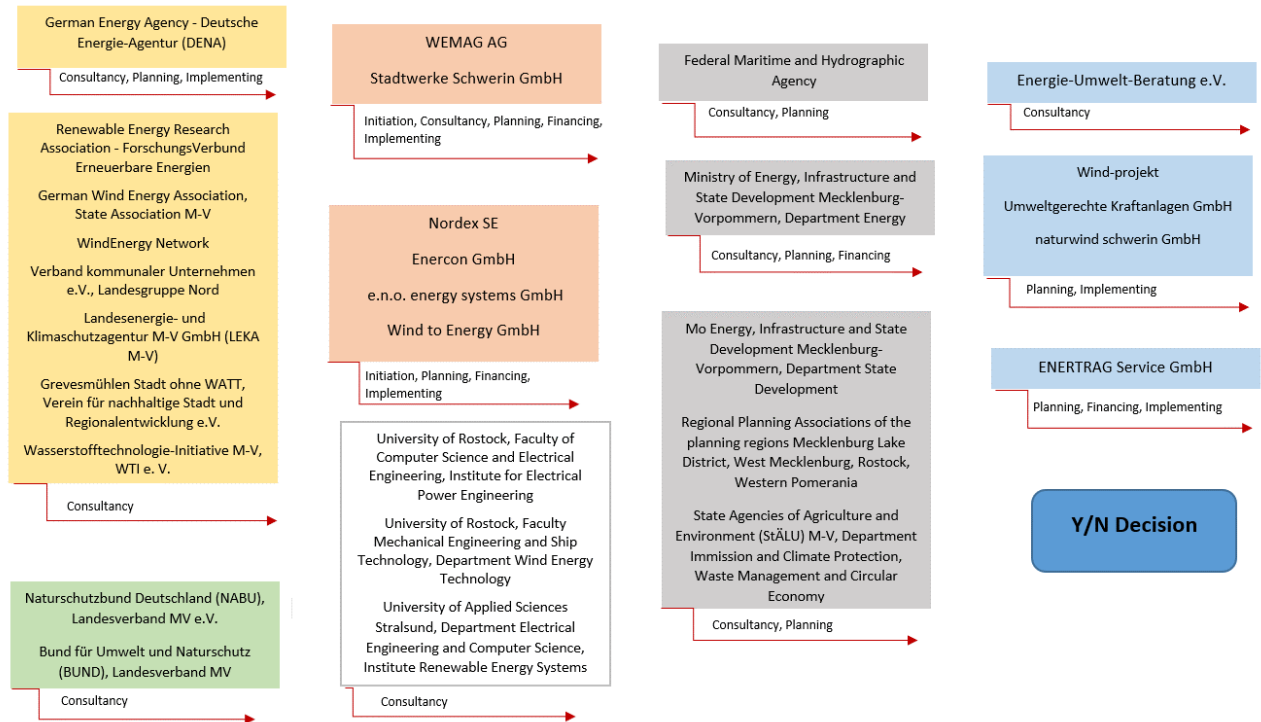 German Energy Agency - Deutsche
Energie-Agentur (DENA)
Consultancy, Planning, Implementing
Renewable Energy Research
Association - ForschungsVerbund
Erneuerbare Energien
German Wind Energy Association,
State Association M-V
WindEnergy Network
Verband kommunaler Unternehmen
e.V., Landesgruppe Nord
Landesenergie- und
Klimaschutzagentur M-V GmbH (LEKA
M-V)
Grevesmühlen Stadt ohne WATT,
Verein für nachhaltige Stadt und
Regionalentwicklung e.V.
Wasserstofftechnologie-Initiative M-V,
WTI e. V.
Consultancy
Naturschutzbund Deutschland (NABU),
Landesverband MV e.V.
Bund für Umwelt und Naturschutz
(BUND), Landesverband MV
Consultancy
WEMAG AG
Stadtwerke Schwerin GmbH
Initiation, Consultancy, Planning, Financing,
Implementing
Nordex SE
Enercon GmbH
e.n.o. energy systems GmbH
Wind to Energy GmbH
Initiation, Planning, Financing,
Implementing
University of Rostock, Faculty of
Computer Science and Electrical
Engineering, Institute for Electrical
Power Engineering
University of Rostock, Faculty
Mechanical Engineering and Ship
Technology, Department Wind Energy
Technology
University of Applied Sciences
Stralsund, Department Electrical
Engineering and Computer Science,
Institute Renewable Energy Systems
Consultancy
Federal Maritime and Hydrographic
Agency
Consultancy, Planning
Ministry of Energy, Infrastructure and
State Development Mecklenburg-
Vorpommern, Department Energy
Consultancy, Planning, Financing
Mo Energy, Infrastructure and State
Development Mecklenburg-
Vorpommern, Department State
Development
Regional Planning Associations of the
planning regions Mecklenburg Lake
District, West Mecklenburg, Rostock,
Western Pomerania
State Agencies of Agriculture and
Environment (StÄLU) M-V, Department
Immission and Climate Protection,
Waste Management and Circular
Economy
Consultancy, Planning
Energie-Umwelt-Beratung e.V.
Consultancy
Wind-projekt
Umweltgerechte Kraftanlagen GmbH
naturwind schwerin GmbH
Planning, Implementing
ENERTRAG Service GmbH
Planning, Financing, Implementing
Y/N Decision